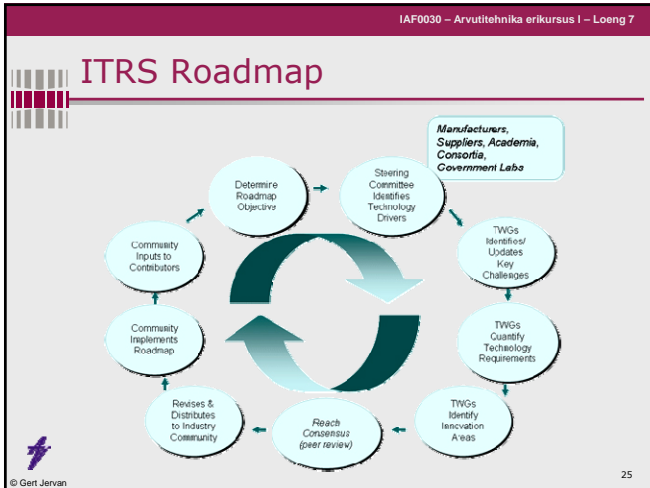 IAF0030 – Arvutitehnika erikursus I – Loeng 7
ITRS Roadmap
Manufacturers,
Suppliers, Academia,
Consortia,
Government Labs
Determine
Roadmap
Objective
Steering
Committee
Identifies
Technology
Drivers
TWGs
Identifies/
Updates
Key
Challenges
TWGs
Quantify
Technology
Requirements
TWGs
Identify
Innovation
Areas
Reach
Consensus
(peer review)
Revises &
Distributes
to Industry
Community
Community
Implements
Roadmap
Community
Inputs to
Contributors
© Gert Jervan
25